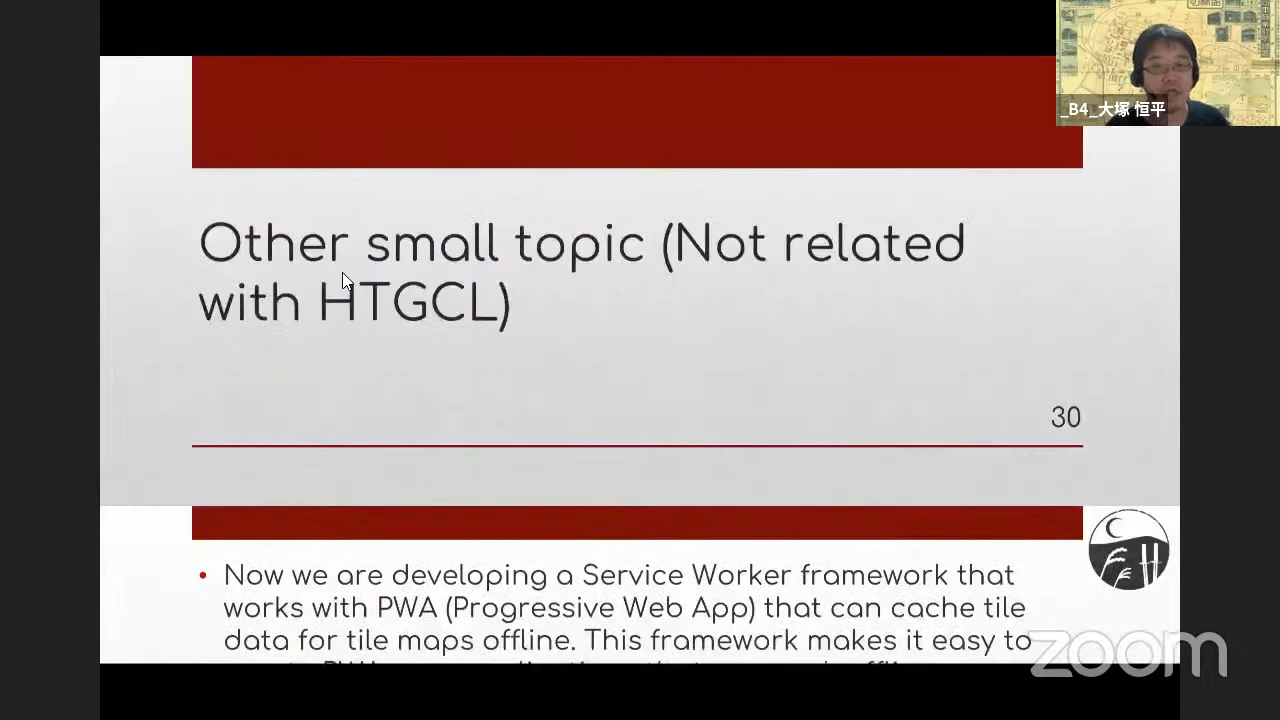 _B4_大塚 恒平
Other small topic (Not related
with HTGCL)
30
• Now we are developing a Service Worker framework that
works with PWA (Progressive Web App) that can cache tile
data for tile maps offline. This framework makes it easy to
zoom